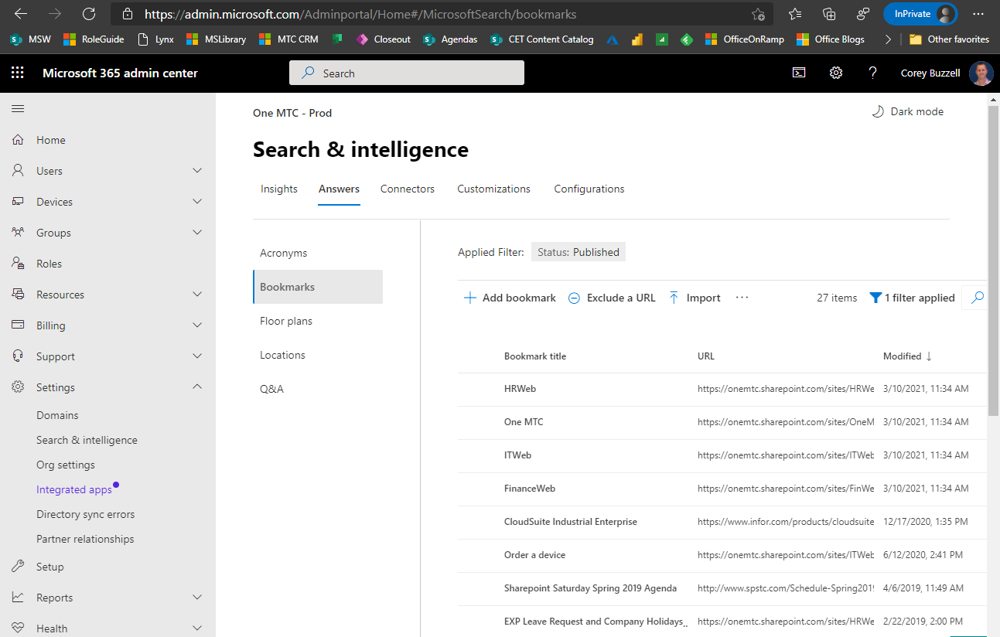 https://admin.microsoft.com/Adminportal/Home#/MicrosoftSearch/bookmarks
InPrivate
MSW
RoleGuide
Lynx
MSLibrary
MTC CRM
Closeout
Agendas
CET Content Catalog
OfficeOnRamp
Office Blogs
Other favorites
Microsoft 365 admin center
Search
Corey Buzzell
Home
Users
Devices
Groups
Roles
Resources
Billing
Support
Settings
Domains
Search & intelligence
Org settings
Integrated apps
Directory sync errors
Partner relationships
Setup
Reports
Health
One MTC - Prod
Dark mode
Search & intelligence
Insights
Answers
Connectors
Customizations
Configurations
Acronyms
Bookmarks
Floor plans
Locations
Q&A
Applied Filter: Status: Published
Add bookmark
Exclude a URL
Import
27 items
1 filter applied
Bookmark title URL Modified ↓
HRWeb https://onemtc.sharepoint.com/sites/HRWe 3/10/2021, 11:34 AM
One MTC https://onemtc.sharepoint.com/sites/OneM 3/10/2021, 11:34 AM
ITWeb https://onemtc.sharepoint.com/sites/ITWeb 3/10/2021, 11:34 AM
FinanceWeb https://onemtc.sharepoint.com/sites/FinWe 3/10/2021, 11:34 AM
CloudSuite Industrial Enterprise https://www.infor.com/products/cloudsuite 12/17/2020, 1:35 PM
Order a device https://onemtc.sharepoint.com/sites/ITWeb 6/12/2020, 2:41 PM
Sharepoint Saturday Spring 2019 Agenda http://www.spstc.com/Schedule-Spring2019 4/6/2019, 11:49 AM
EXP Leave Request and Company Holidays... https://onemtc.sharepoint.com/sites/HRWe 2/22/2019, 2:00 PM